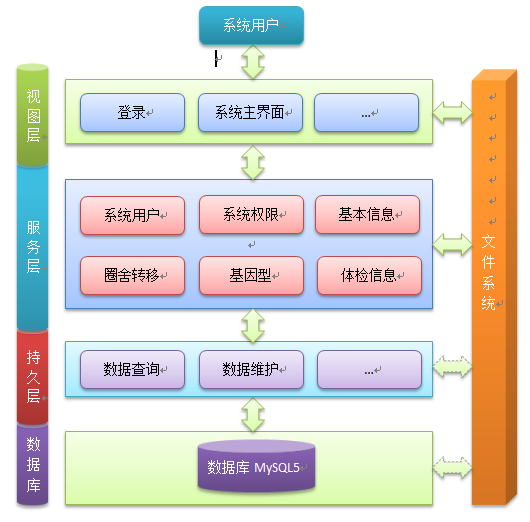 系统用户
视图层
登录
系统主界面
...
服务层
系统用户
系统权限
基本信息
圈舍转移
基因型
体检信息
文件系统
持久层
数据查询
数据维护
...
数据库
数据库 MySQL5